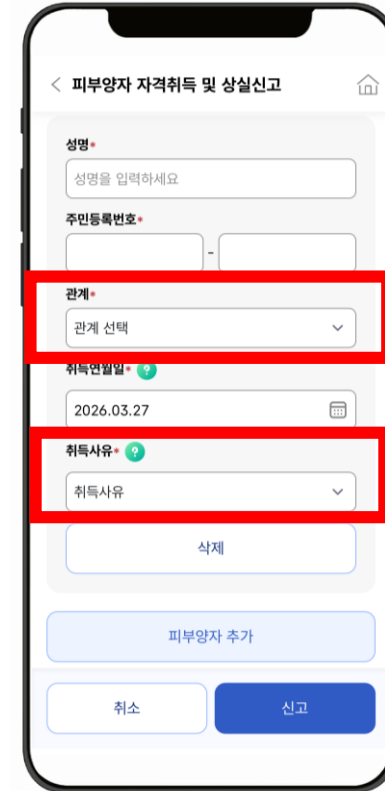 피부양자 자격취득 및 상실신고
성명*
성명을 입력하세요
주민등록번호*
-
관계*
관계 선택
취득연월일* ?
2026.03.27
취득사유* ?
취득사유
삭제
피부양자 추가
취소 신고